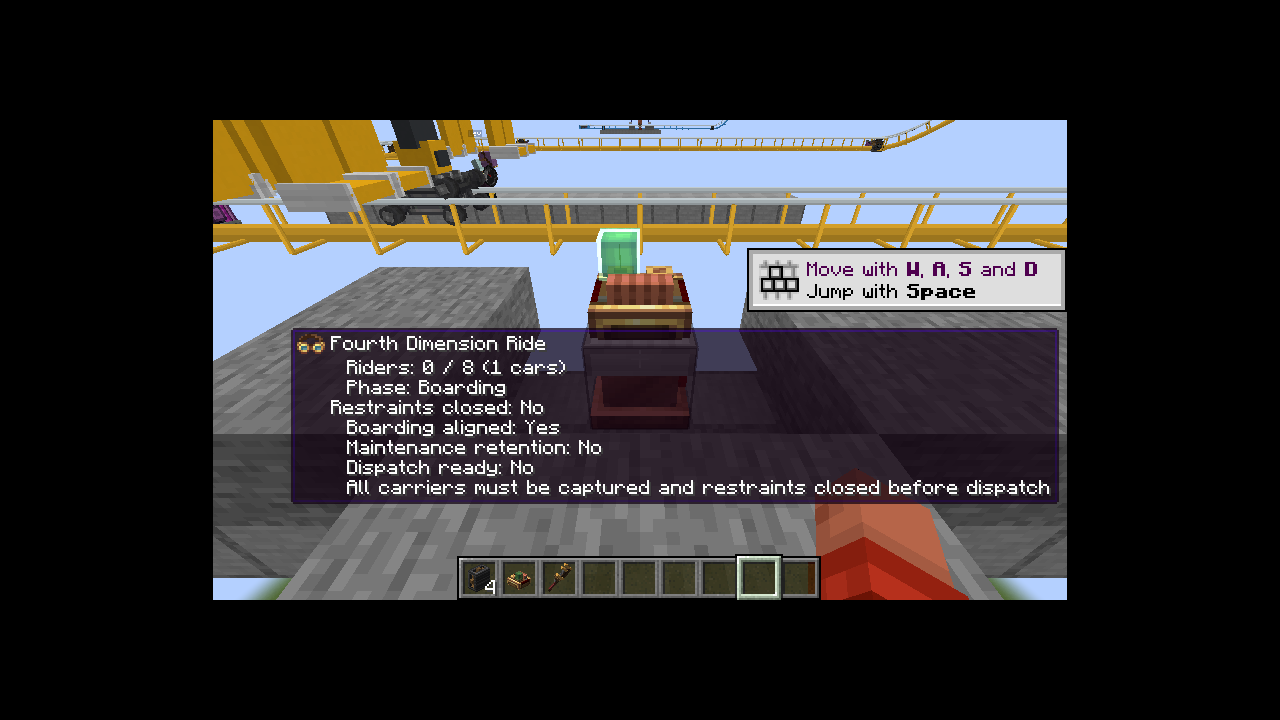 Move with W, A, S and D
Jump with Space
Fourth Dimension Ride
Riders: 0 / 8 (1 cars)
Phase: Boarding
Restraints closed: No
Boarding aligned: Yes
Maintenance retention: No
Dispatch ready: No
All carriers must be captured and restraints closed before dispatch
4